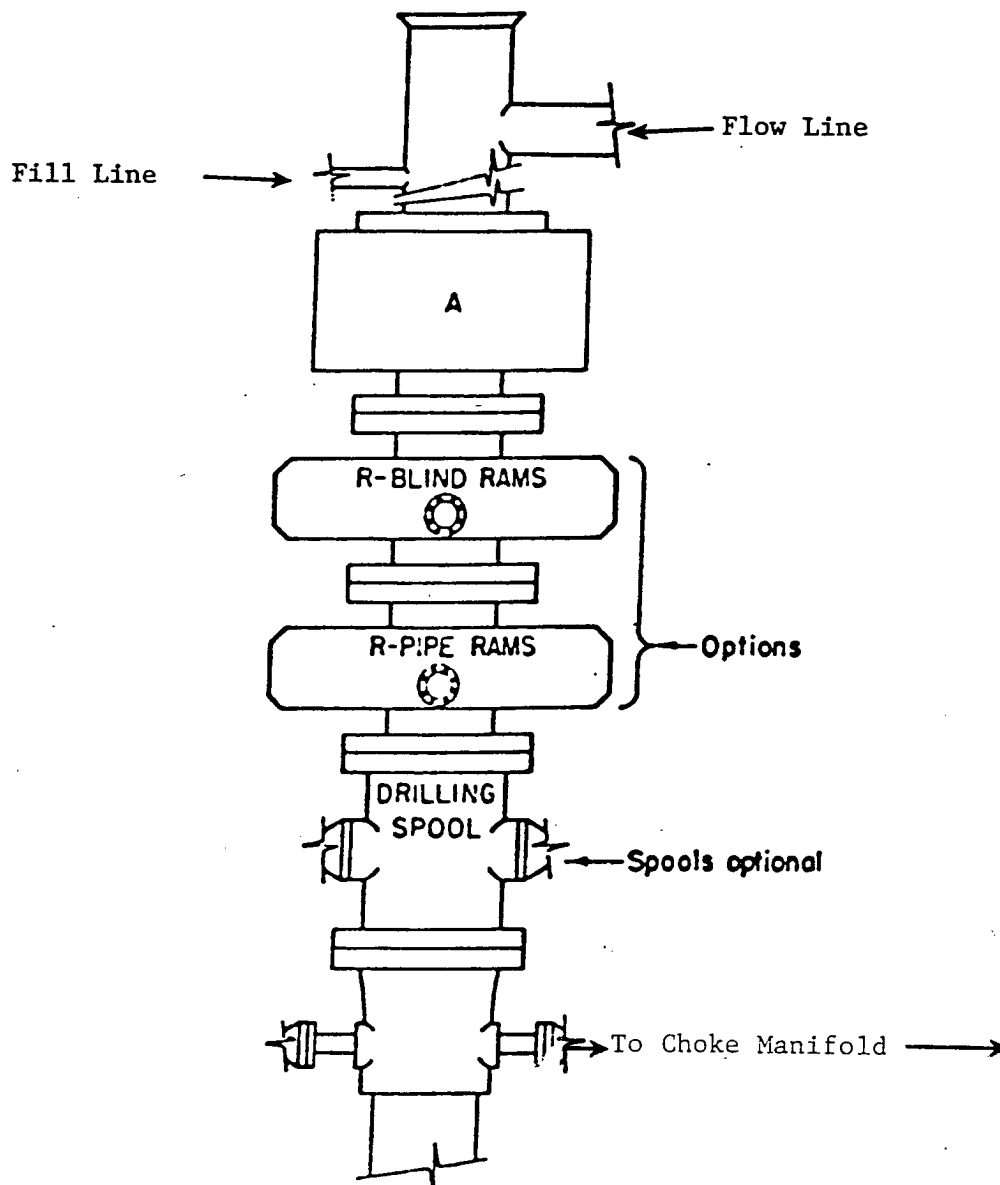 Flow Line
Fill Line
A
R-BLIND RAMS
R-PIPE RAMS
Options
DRILLING
SPOOL
Spools optional
To Choke Manifold